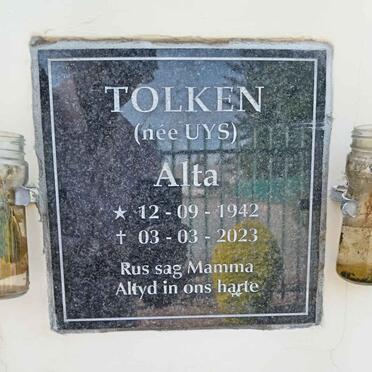 TOLKEN
(née UYS)
Alta
★ 12 - 09 - 1942
† 03 - 03 - 2023
Rus sag Mamma
Altyd in ons harte